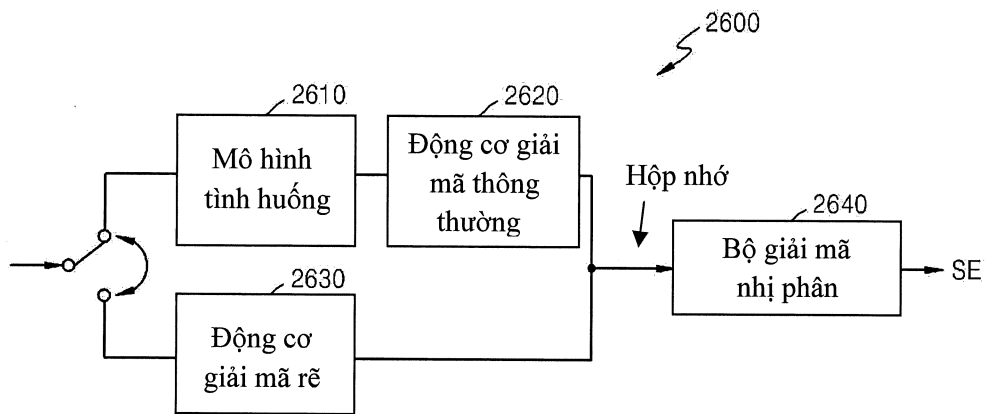 2600
2610
Mô hình
tình huống
2620
Động cơ giải
mã thông
thường
Hộp nhớ
2640
Bộ giải mã
nhị phân
SE
2630
Động cơ
giải mã rẽ